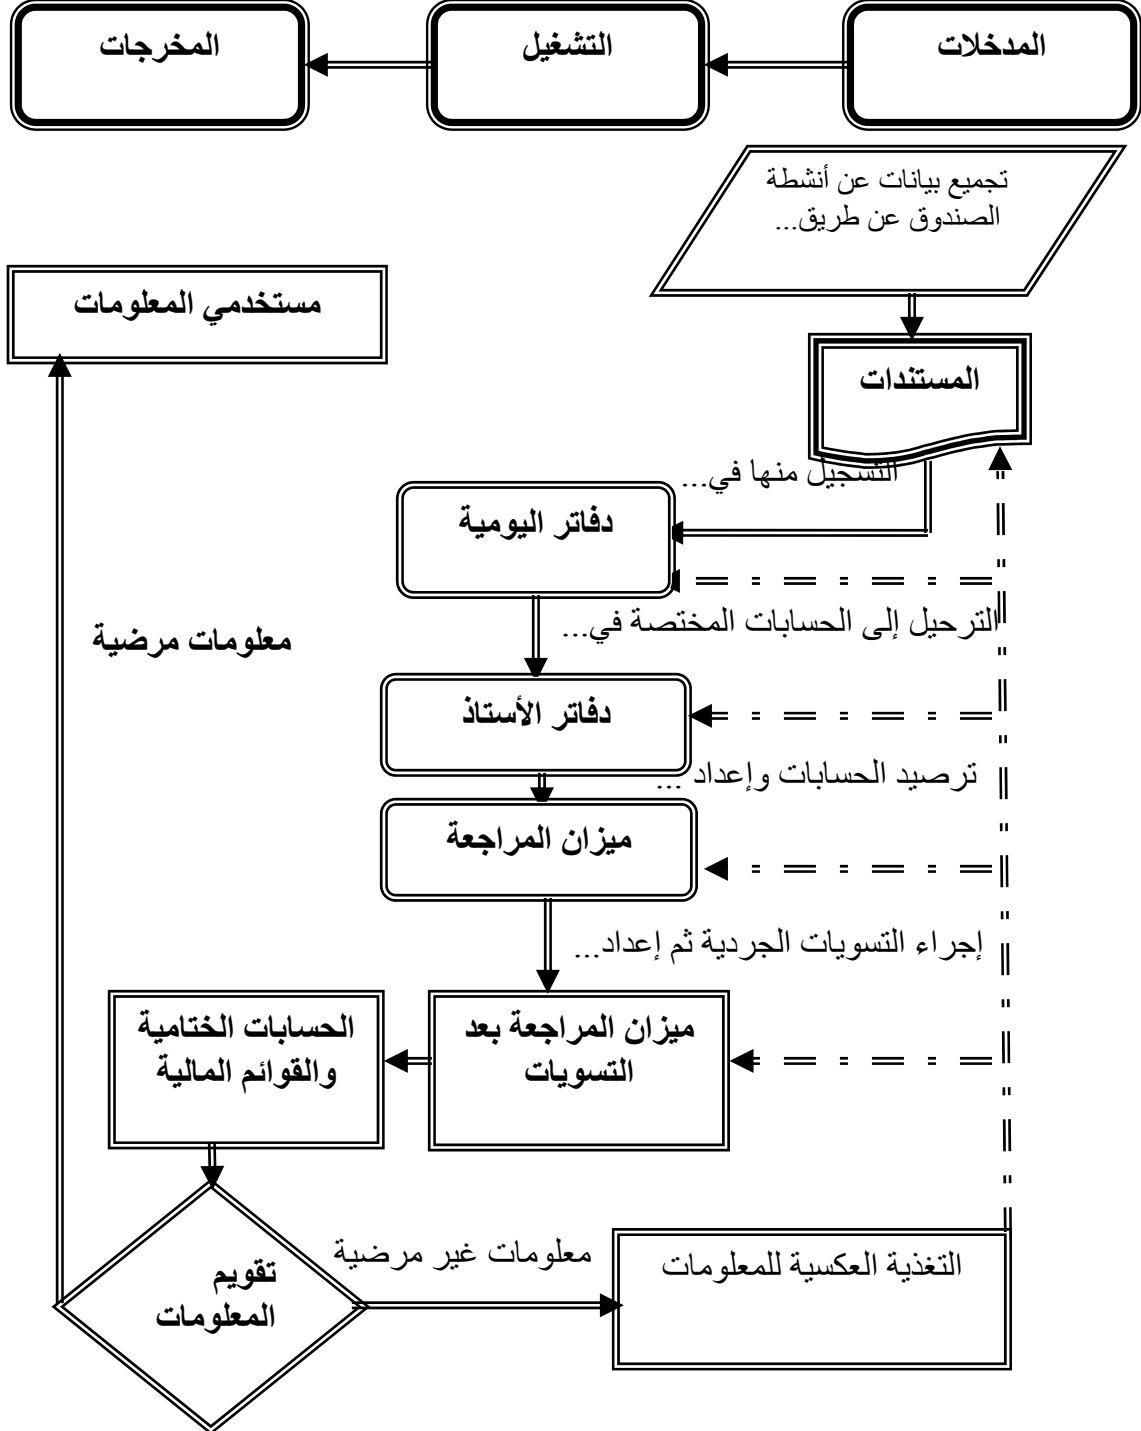 المدخلات
التشغيل
المخرجات
تجميع بيانات عن أنشطة
الصندوق عن طريق...
مستخدمي المعلومات
المستندات
التسجيل منها في...
دفاتر اليومية
الترحيل إلى الحسابات المختصة في...
معلومات مرضية
دفاتر الأستاذ
ترصيد الحسابات وإعداد ...
ميزان المراجعة
إجراء التسويات الجردية ثم إعداد...
ميزان المراجعة بعد
التسويات
الحسابات الختامية
والقوائم المالية
معلومات غير مرضية
التغذية العكسية للمعلومات
تقويم
المعلومات